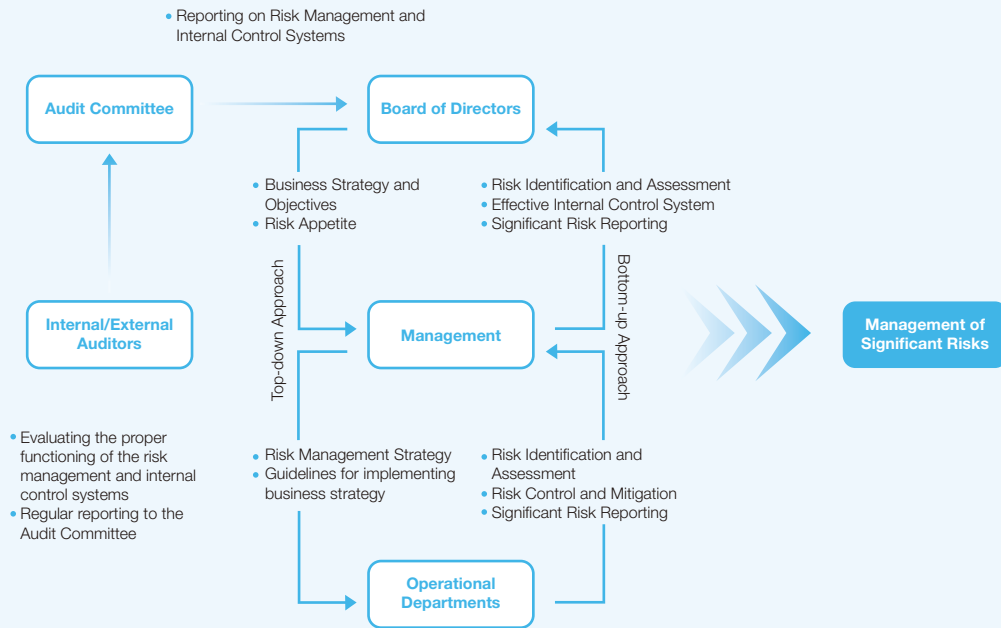 • Reporting on Risk Management and
Internal Control Systems
Audit Committee
Board of Directors
• Business Strategy and
Objectives
• Risk Appetite
• Risk Identification and Assessment
• Effective Internal Control System
• Significant Risk Reporting
Top-down Approach
Bottom-up Approach
Internal/External
Auditors
Management
Management of
Significant Risks
• Evaluating the proper
functioning of the risk
management and internal
control systems
• Regular reporting to the
Audit Committee
• Risk Management Strategy
• Guidelines for implementing
business strategy
• Risk Identification and
Assessment
• Risk Control and Mitigation
• Significant Risk Reporting
Operational
Departments